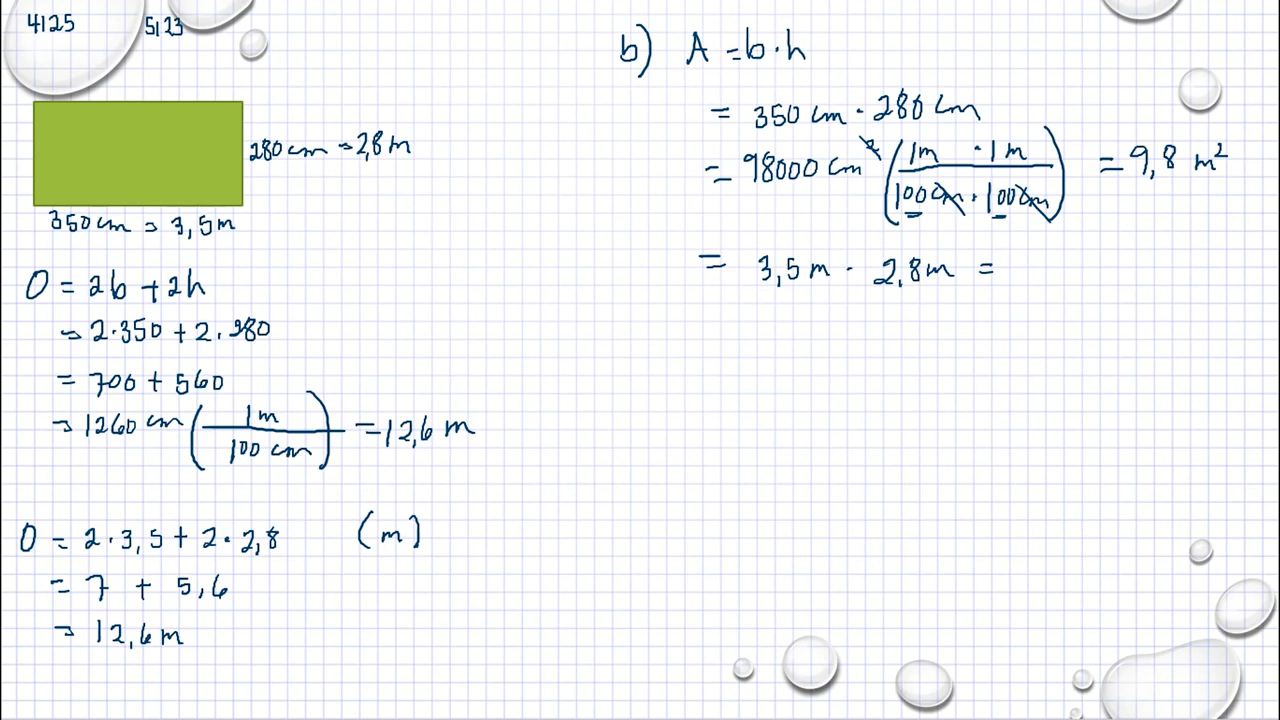 4125 5123
280 cm = 2,8 m
350 cm = 3,5 m
O = 2b + 2h
= 2·350 + 2·280
= 700 + 560
= 1260 cm (1m / 100 cm) = 12,6 m
O = 2·3,5 + 2·2,8 (m)
= 7 + 5,6
= 12,6 m
b) A = b·h
= 350 cm · 280 cm
= 98000 cm² (1m · 1m / 100cm · 100cm) = 9,8 m²
= 3,5 m · 2,8 m =